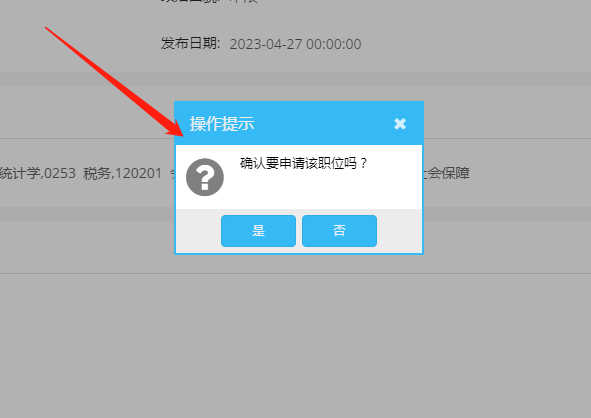 发布日期: 2023-04-27 00:00:00
操作提示
确认要申请该职位吗？
统计学,0253 税务,120201
会保障
是
否